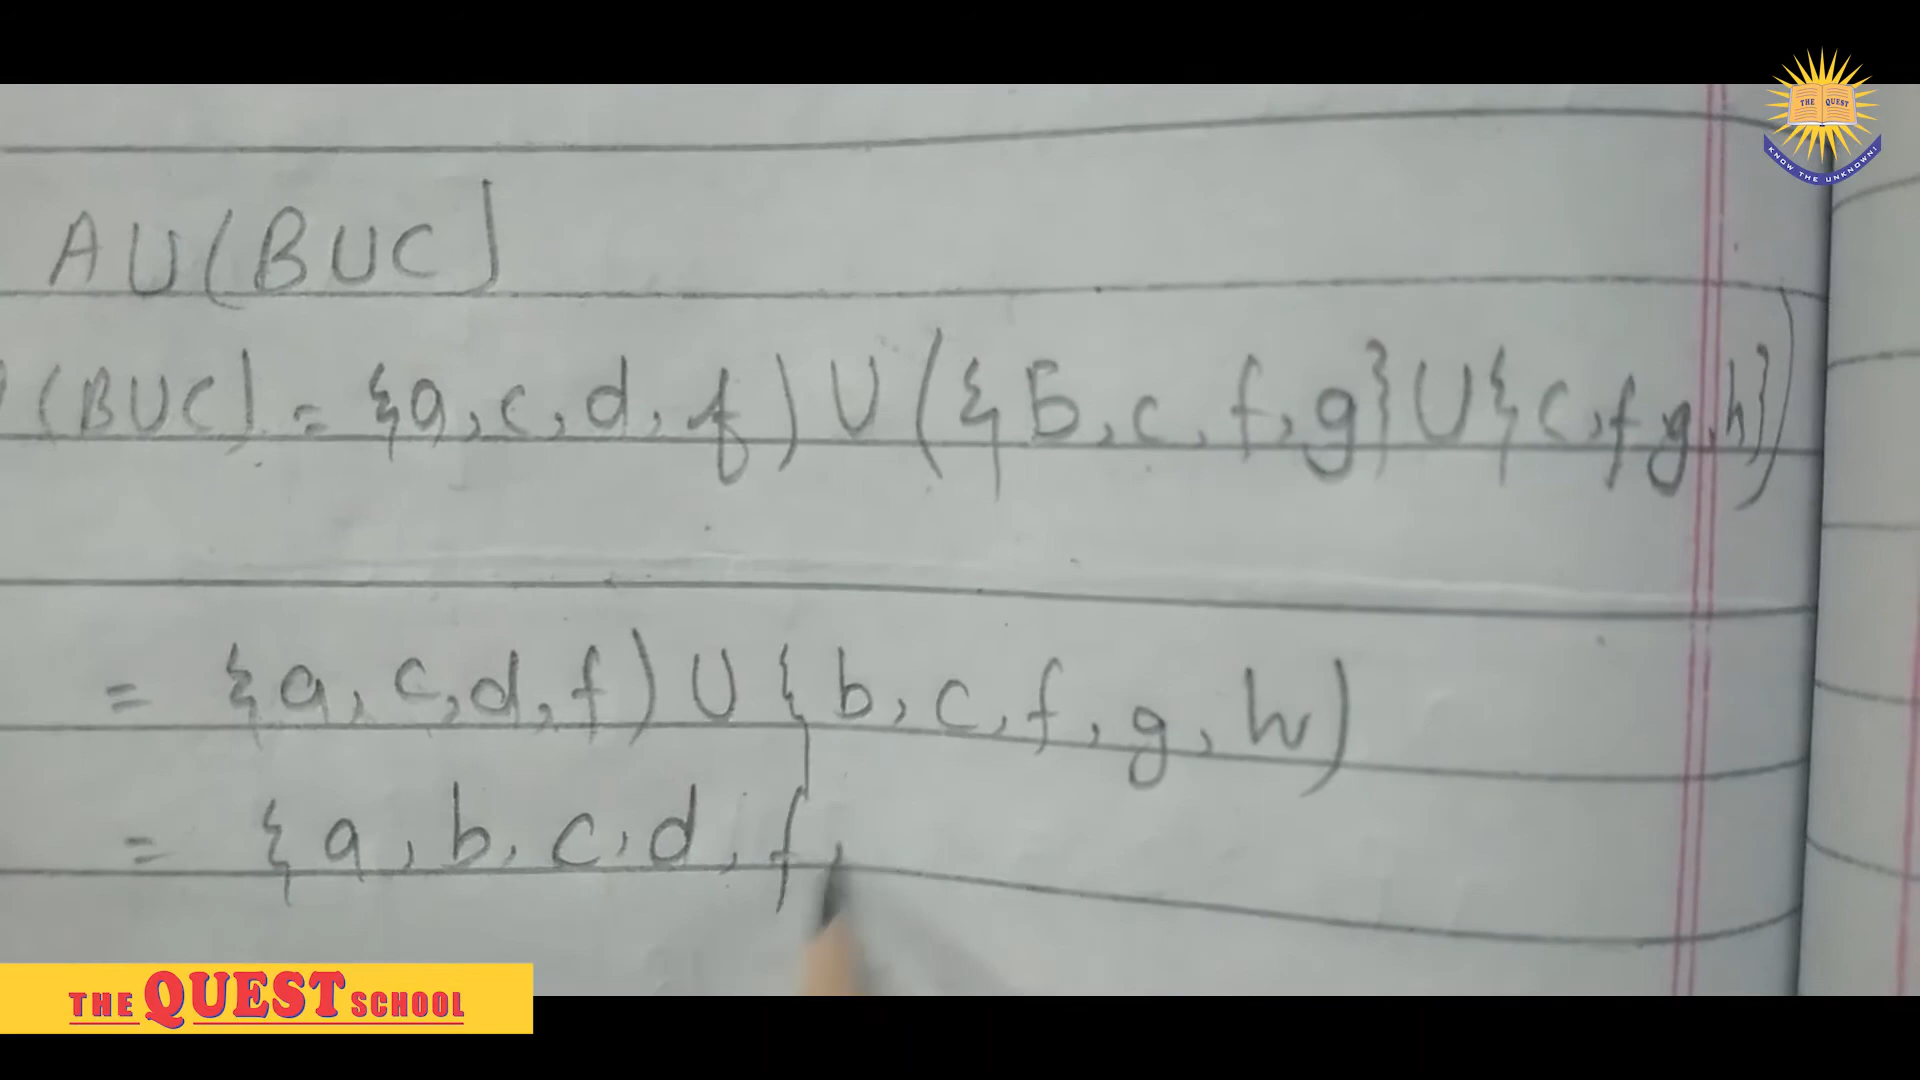 THE QUEST
KNOW THE UNKNOWN!
AU(BUC)
(BUC) = {a, c, d, f) U ({b, c, f, g} U {c, f, g, h})
= {a, c, d, f) U { b, c, f, g, h)
= { a, b, c, d, f,
THE QUEST SCHOOL